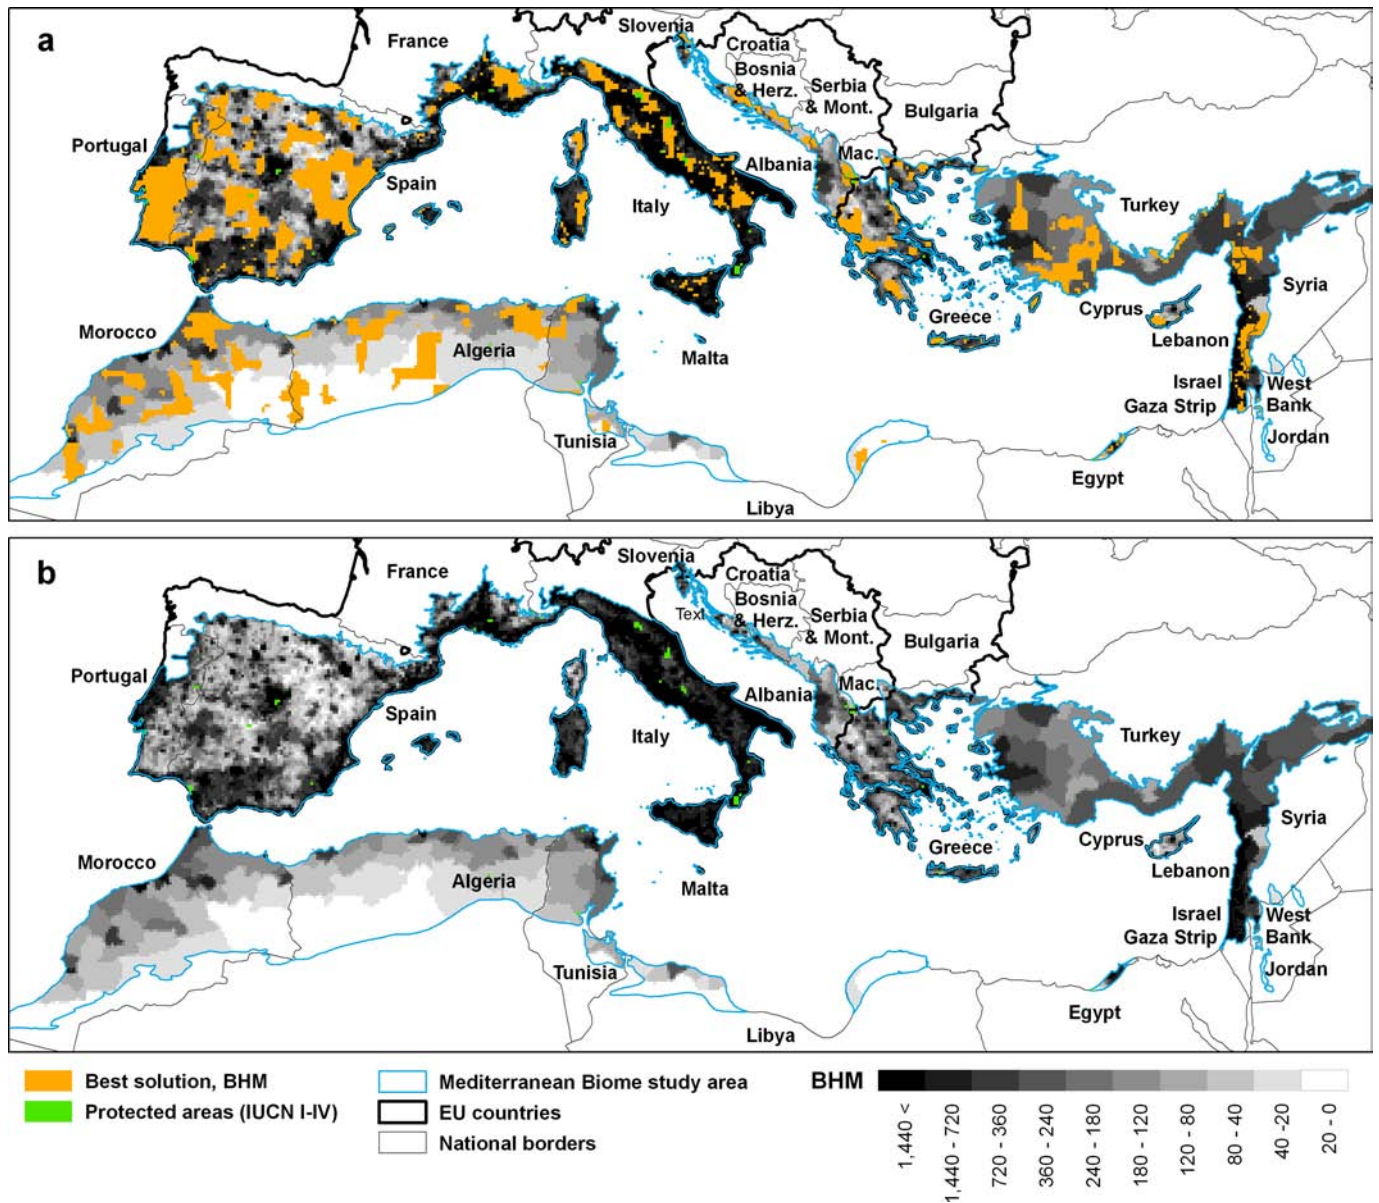 a
Slovenia
France
Croatia
Bosnia
& Herz.
Serbia
& Mont.
Bulgaria
Portugal
Spain
Italy
Albania
Mac.
Turkey
Greece
Cyprus
Syria
Lebanon
Morocco
Algeria
Malta
Israel
West
Gaza Strip
Bank
Tunisia
Jordan
Egypt
Libya
b
Slovenia
France
Croatia
Text
Bosnia
& Herz.
Serbia
& Mont.
Bulgaria
Portugal
Spain
Italy
Albania
Mac.
Turkey
Greece
Cyprus
Syria
Lebanon
Morocco
Algeria
Malta
Israel
West
Gaza Strip
Bank
Tunisia
Jordan
Egypt
Libya
Best solution, BHM
Protected areas (IUCN I-IV)
Mediterranean Biome study area
EU countries
National borders
BHM
1,440 <
1,440 - 720
720 - 360
360 - 240
240 - 180
180 - 120
120 - 80
80 - 40
40 -20
20 - 0